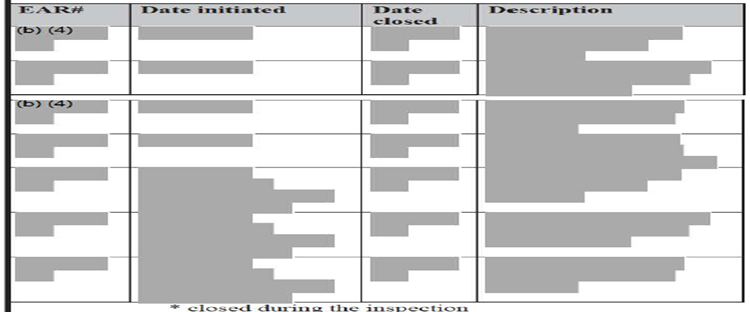 EAR# Date initiated Date closed Description
(b) (4)
(b) (4)
* closed during the inspection